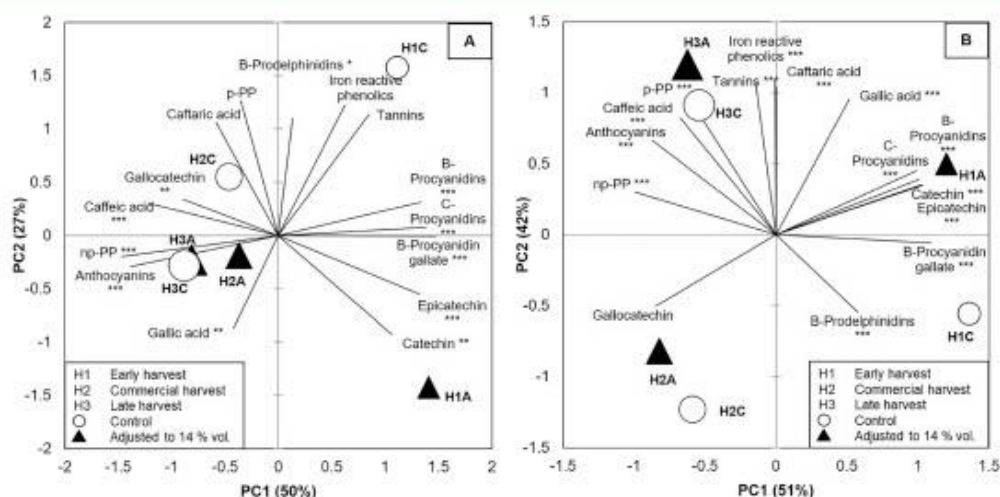 A
H1C
B-Prodelphinidins *
Iron reactive
phenolics
p-PP
Caftaric acid
Tannins
H2C
Gallocatechin
**
B-
Procyanidins
***
C-
Procyanidins
***
Caffeic acid
***
H3A
np-PP ***
B-Procyanidin
gallate ***
Anthocyanins
***
H3C
H2A
Epicatechin
***
Gallic acid **
Catechin **
H1A
H1 Early harvest
H2 Commercial harvest
H3 Late harvest
Control
Adjusted to 14 % vol.
2
1.5
1
0.5
0
-0.5
-1
-1.5
-2
PC2 (27%)
-2 -1.5 -1 -0.5 0 0.5 1 1.5 2
PC1 (50%)
B
H3A
Iron reactive
phenolics ***
Tannins ***
Caftaric acid
***
p-PP ***
H3C
Gallic acid ***
Caffeic acid
***
Anthocyanins
***
B-
Procyanidins
***
C-
Procyanidins
***
H1A
np-PP ***
Catechin ***
Epicatechin
***
B-Procyanidin
gallate ***
Gallocatechin
B-Prodelphinidins
***
H1C
H2A
H2C
H1 Early harvest
H2 Commercial harvest
H3 Late harvest
Control
Adjusted to 14 % vol.
1.5
1
0.5
0
-0.5
-1
-1.5
PC2 (42%)
-1.5 -1 -0.5 0 0.5 1 1.5
PC1 (51%)